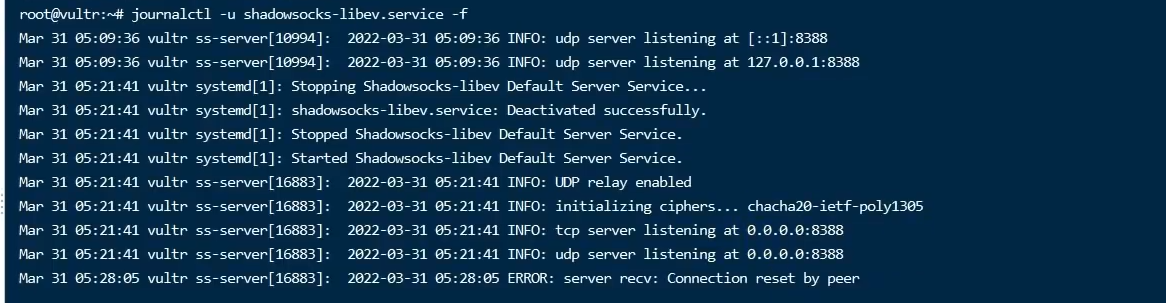 root@vultr:~# journalctl -u shadowsocks-libev.service -f
Mar 31 05:09:36 vultr ss-server[10994]:  2022-03-31 05:09:36 INFO: udp server listening at [::1]:8388
Mar 31 05:09:36 vultr ss-server[10994]:  2022-03-31 05:09:36 INFO: udp server listening at 127.0.0.1:8388
Mar 31 05:21:41 vultr systemd[1]: Stopping Shadowsocks-libev Default Server Service...
Mar 31 05:21:41 vultr systemd[1]: shadowsocks-libev.service: Deactivated successfully.
Mar 31 05:21:41 vultr systemd[1]: Stopped Shadowsocks-libev Default Server Service.
Mar 31 05:21:41 vultr systemd[1]: Started Shadowsocks-libev Default Server Service.
Mar 31 05:21:41 vultr ss-server[16883]:  2022-03-31 05:21:41 INFO: UDP relay enabled
Mar 31 05:21:41 vultr ss-server[16883]:  2022-03-31 05:21:41 INFO: initializing ciphers... chacha20-ietf-poly1305
Mar 31 05:21:41 vultr ss-server[16883]:  2022-03-31 05:21:41 INFO: tcp server listening at 0.0.0.0:8388
Mar 31 05:21:41 vultr ss-server[16883]:  2022-03-31 05:21:41 INFO: udp server listening at 0.0.0.0:8388
Mar 31 05:28:05 vultr ss-server[16883]:  2022-03-31 05:28:05 ERROR: server recv: Connection reset by peer